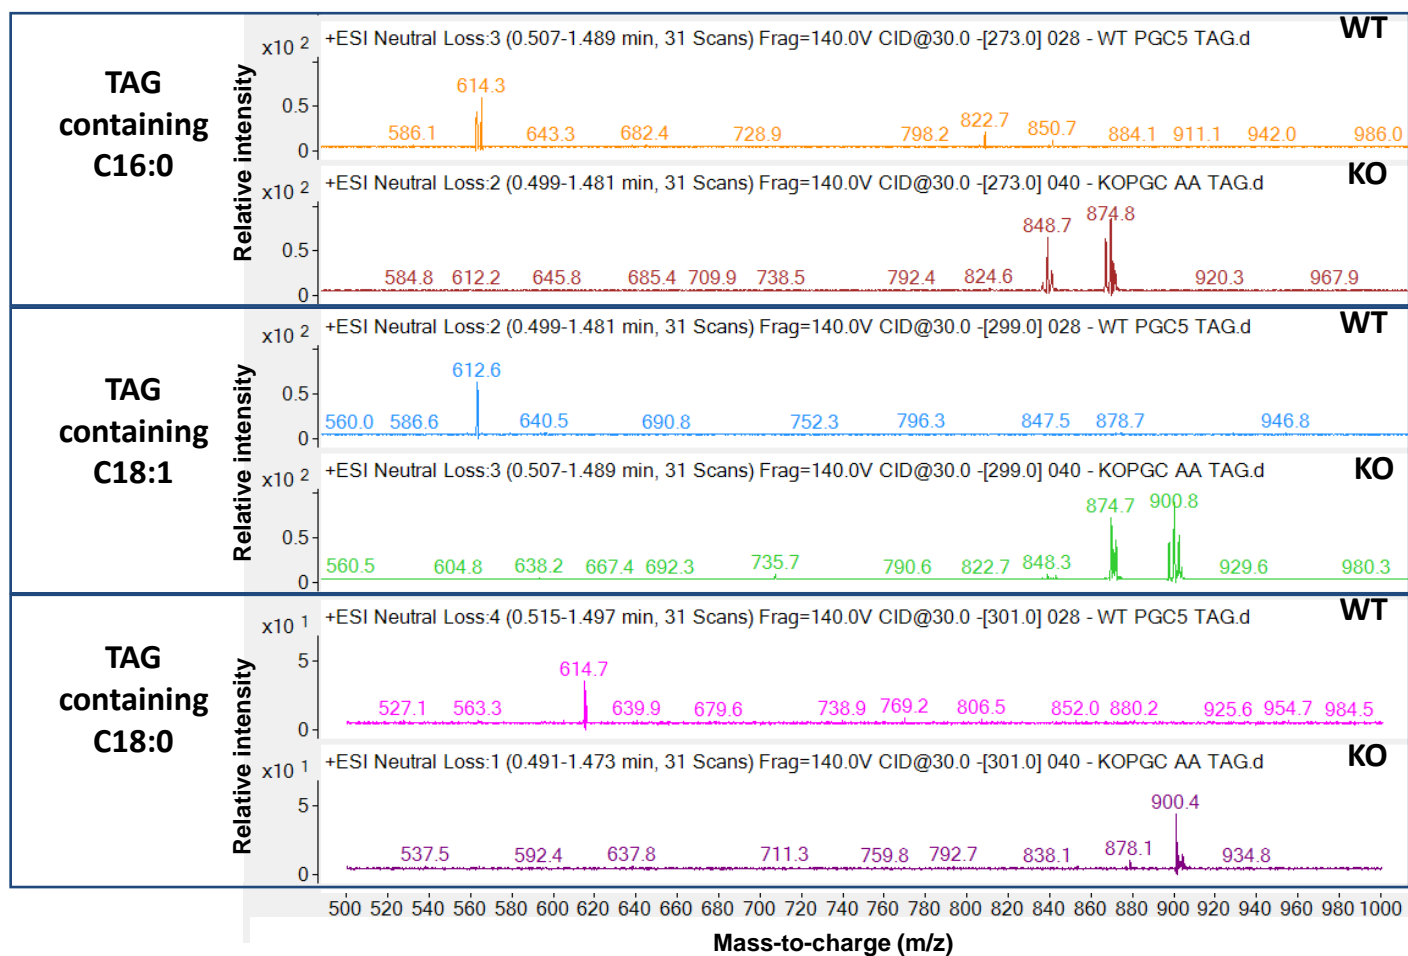 TAG
containing
C16:0
Relative intensity
WT
x10 2
+ESI Neutral Loss:3 (0.507-1.489 min, 31 Scans) Frag=140.0V CID@30.0 -[273.0] 028 - WT PGC5 TAG.d
0.5
0
614.3
586.1 643.3 682.4 728.9 798.2 822.7 850.7 884.1 911.1 942.0 986.0
Relative intensity
KO
x10 2
+ESI Neutral Loss:2 (0.499-1.481 min, 31 Scans) Frag=140.0V CID@30.0 -[273.0] 040 - KOPGC AA TAG.d
0.5
0
848.7 874.8
584.8 612.2 645.8 685.4 709.9 738.5 792.4 824.6 920.3 967.9
TAG
containing
C18:1
Relative intensity
WT
x10 2
+ESI Neutral Loss:2 (0.499-1.481 min, 31 Scans) Frag=140.0V CID@30.0 -[299.0] 028 - WT PGC5 TAG.d
0.5
0
612.6
560.0 586.6 640.5 690.8 752.3 796.3 847.5 878.7 946.8
Relative intensity
KO
x10 2
+ESI Neutral Loss:3 (0.507-1.489 min, 31 Scans) Frag=140.0V CID@30.0 -[299.0] 040 - KOPGC AA TAG.d
0.5
0
874.7 900.8
560.5 604.8 638.2 667.4 692.3 735.7 790.6 822.7 848.3 929.6 980.3
TAG
containing
C18:0
Relative intensity
WT
x10 1
+ESI Neutral Loss:4 (0.515-1.497 min, 31 Scans) Frag=140.0V CID@30.0 -[301.0] 028 - WT PGC5 TAG.d
5
0
614.7
527.1 563.3 639.9 679.6 738.9 769.2 806.5 852.0 880.2 925.6 954.7 984.5
Relative intensity
KO
x10 1
+ESI Neutral Loss:1 (0.491-1.473 min, 31 Scans) Frag=140.0V CID@30.0 -[301.0] 040 - KOPGC AA TAG.d
5
0
900.4
537.5 592.4 637.8 711.3 759.8 792.7 838.1 878.1 934.8
500 520 540 560 580 600 620 640 660 680 700 720 740 760 780 800 820 840 860 880 900 920 940 960 980 1000
Mass-to-charge (m/z)